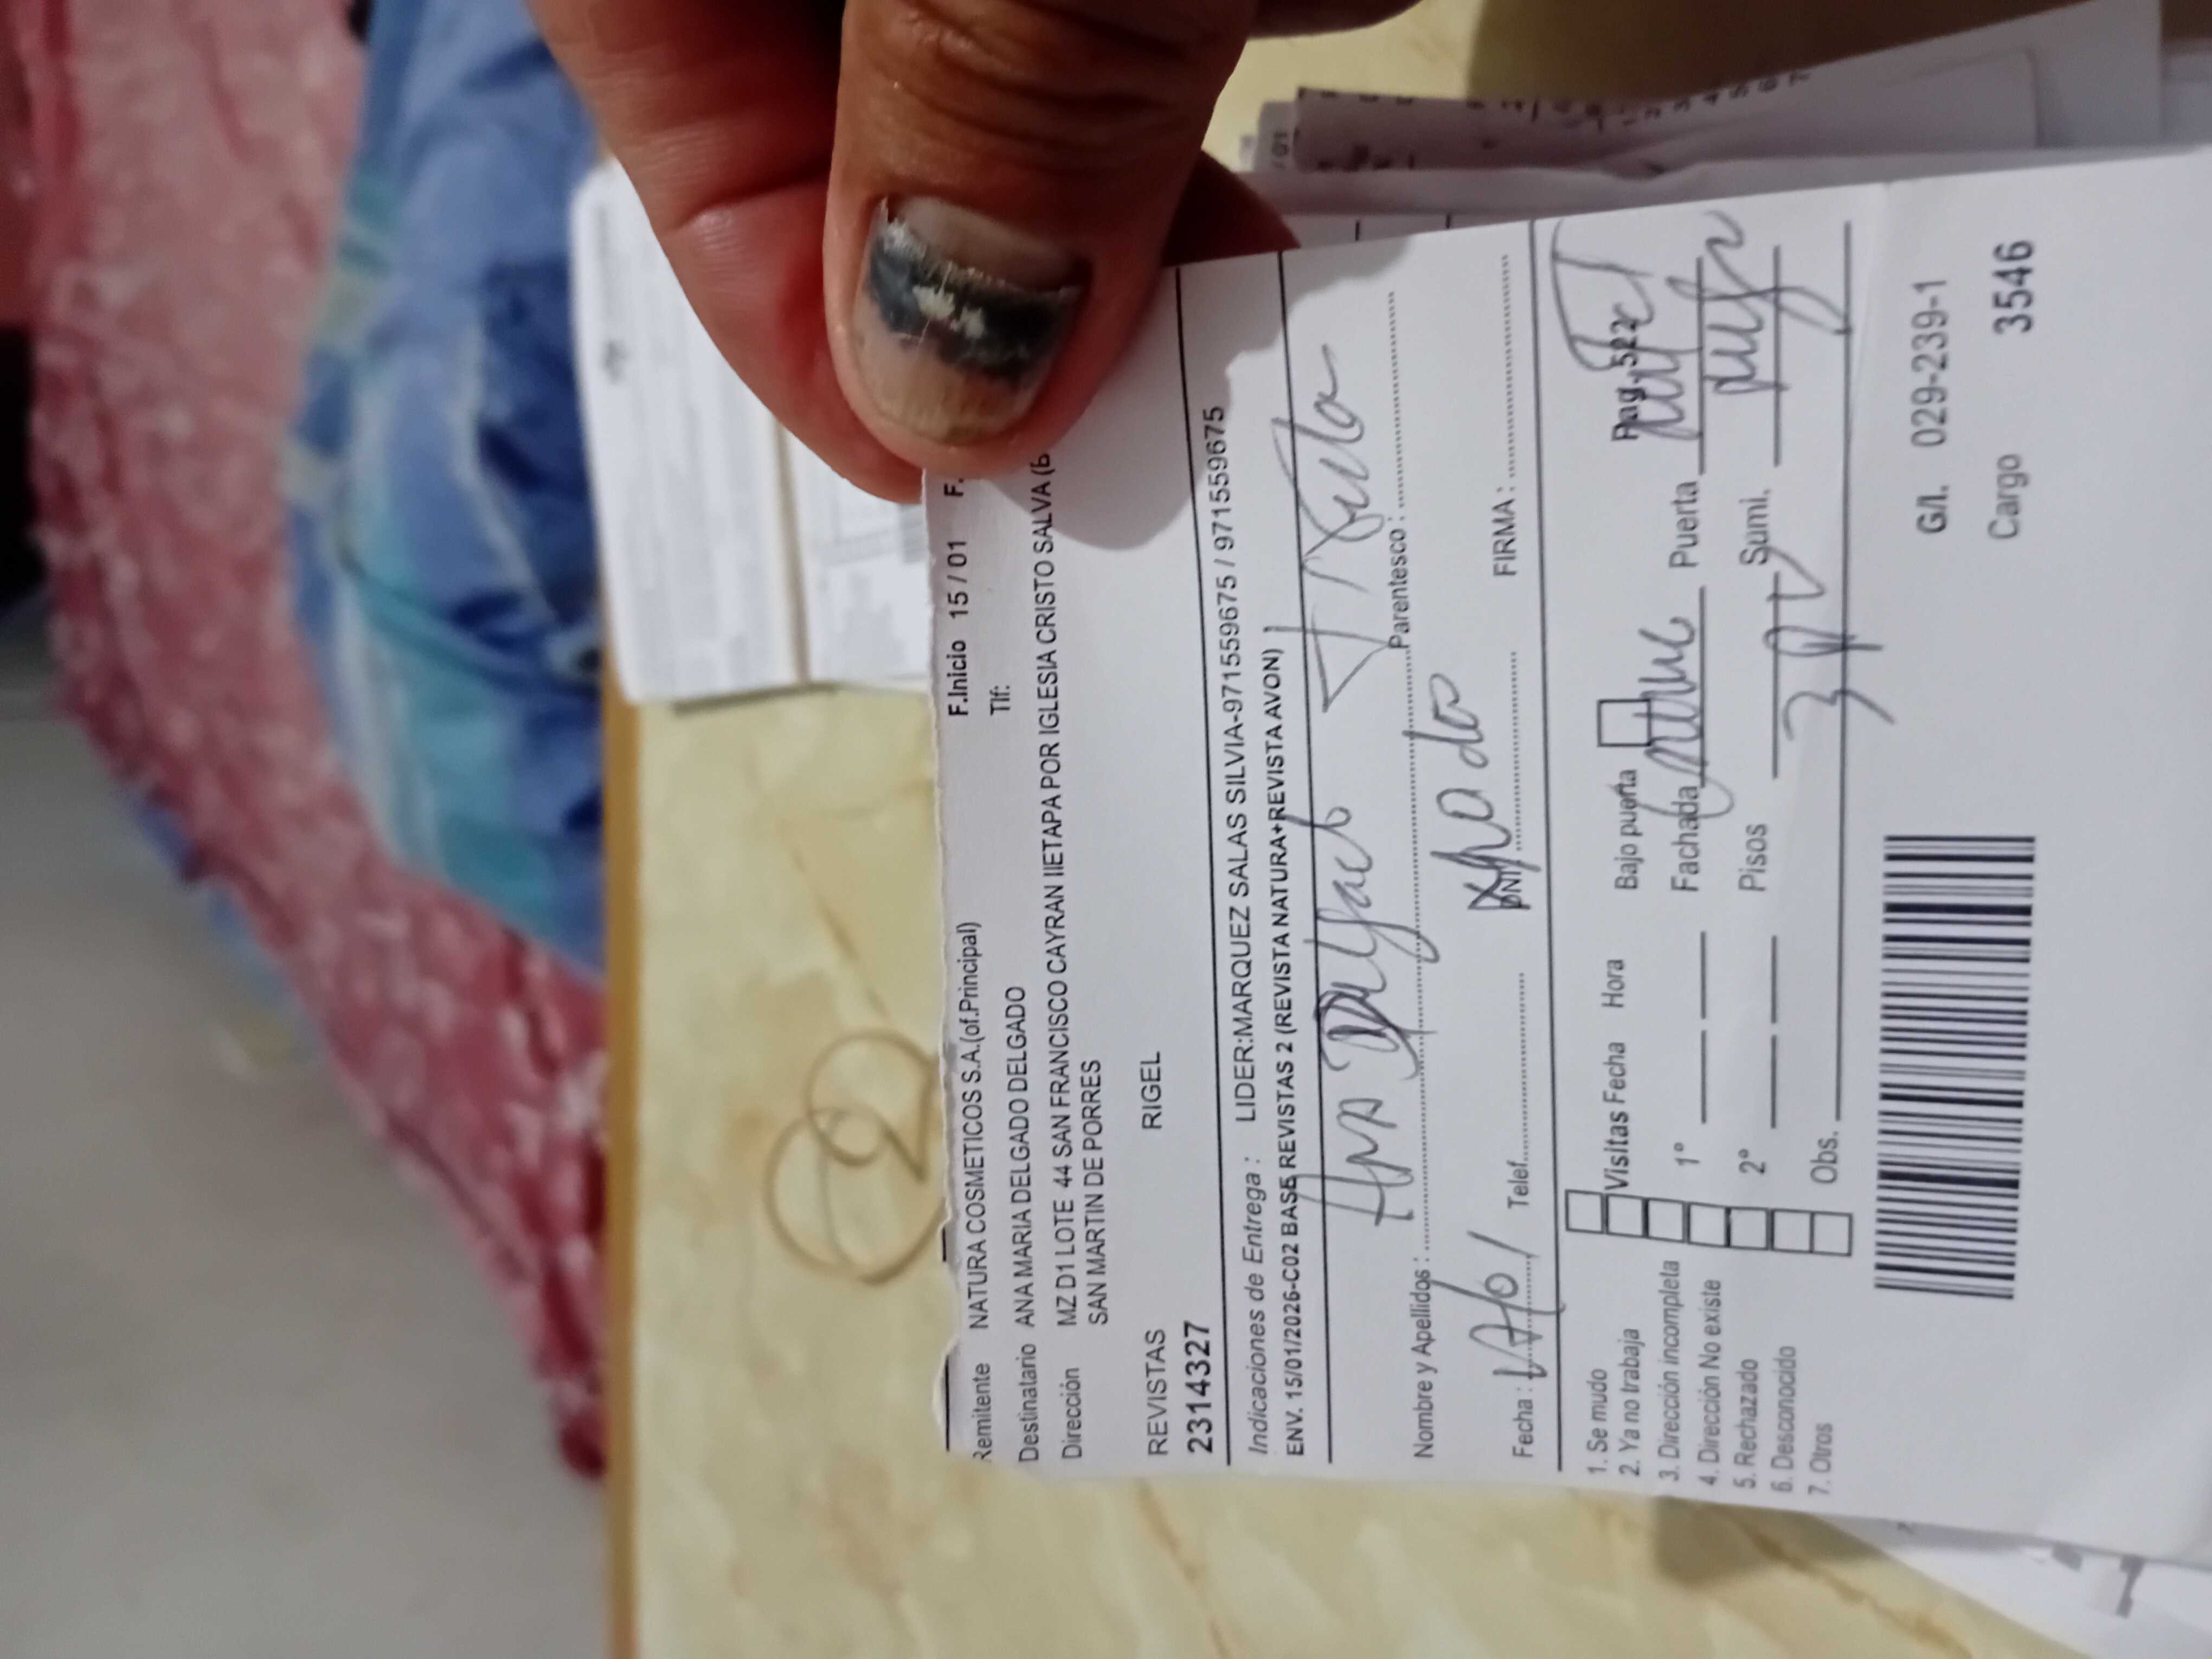 F.Inicio 15 / 01 F.
Remitente NATURA COSMETICOS S.A.(of.Principal) Tlf:
Destinatario ANA MARIA DELGADO DELGADO
Dirección MZ D1 LOTE 44 SAN FRANCISCO CAYRAN IIETAPA POR IGLESIA CRISTO SALVA (
SAN MARTIN DE PORRES
REVISTAS RIGEL
2314327
Indicaciones de Entrega : LIDER:MARQUEZ SALAS SILVIA-971559675 / 971559675
ENV. 15/01/2026-C02 BASE REVISTAS 2 (REVISTA NATURA+REVISTA AVON)
Ana Delgado
Nombre y Apellidos : Parentesco :
Fecha : Telef. DNI FIRMA :
1. Se mudo
2. Ya no trabaja
3. Dirección incompleta
4. Dirección No existe
5. Rechazado
6. Desconocido
7. Otros
Visitas Fecha Hora
1º
2º
Obs.
Bajo puerta Pag. 522
Fachada Puerta
Pisos Sumi.
G/l. 029-239-1
Cargo 3546
2